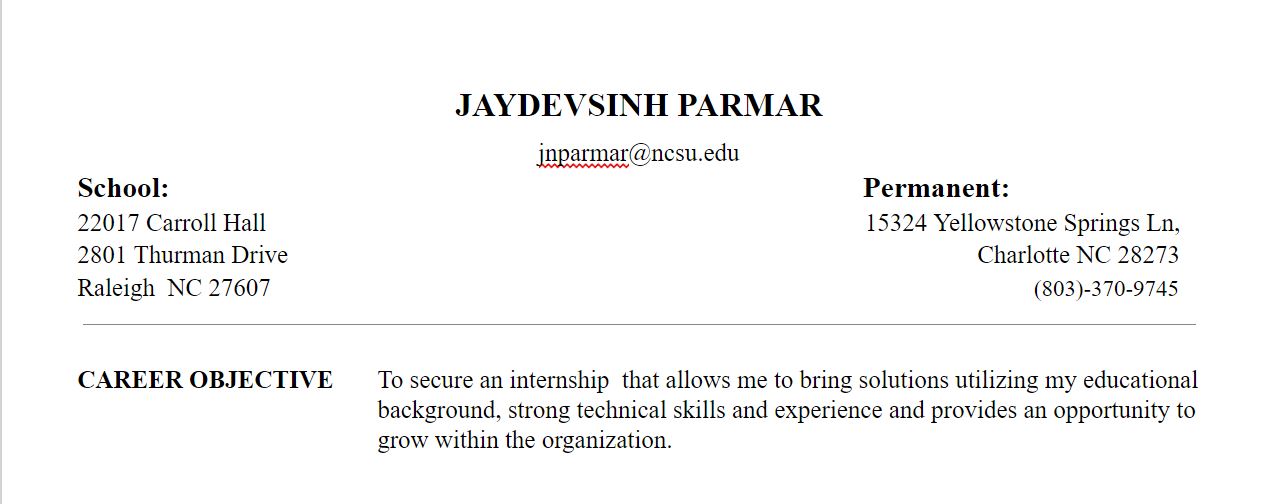 JAYDEVSINH PARMAR
jnparmar@ncsu.edu
School: Permanent:
22017 Carroll Hall 15324 Yellowstone Springs Ln,
2801 Thurman Drive Charlotte NC 28273
Raleigh  NC 27607 (803)-370-9745
CAREER OBJECTIVE To secure an internship  that allows me to bring solutions utilizing my educational
background, strong technical skills and experience and provides an opportunity to
grow within the organization.